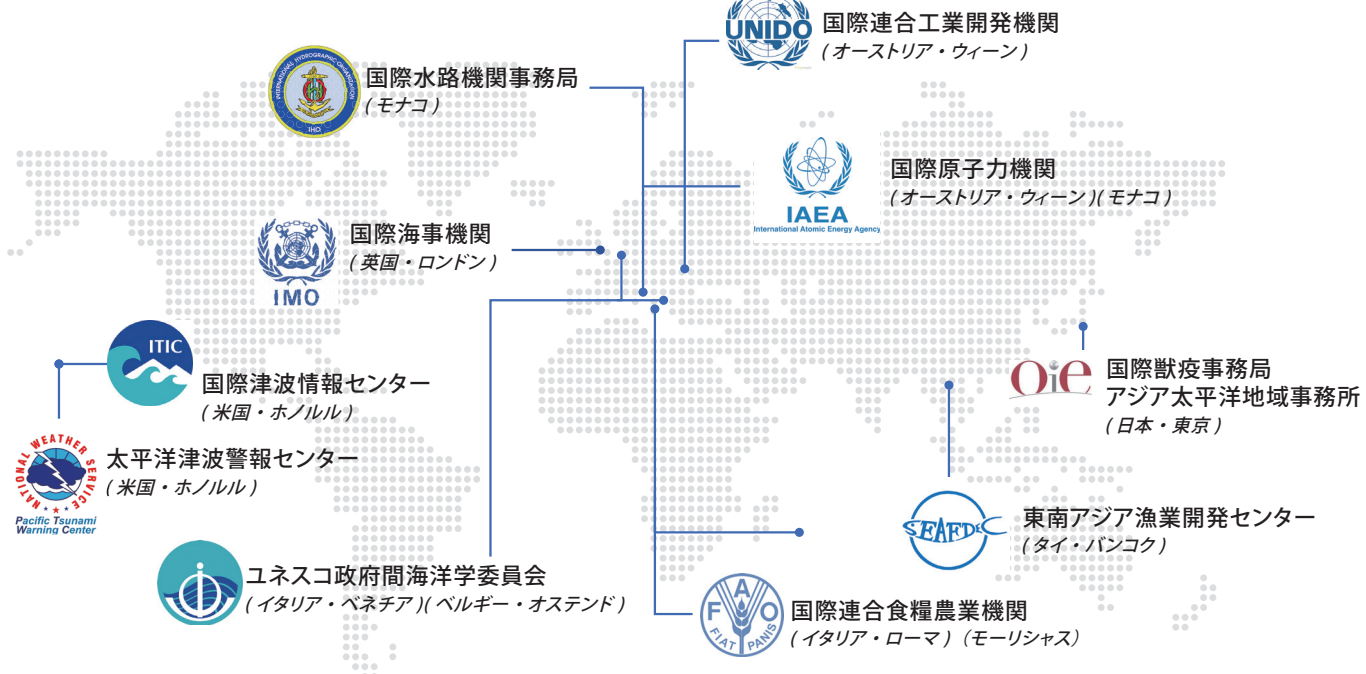 UNIDO
国際連合工業開発機関
(オーストリア・ウィーン)
INTERNATIONAL HYDROGRAPHIC ORGANIZATION
IHO
国際水路機関事務局
(モナコ)
IAEA
International Atomic Energy Agency
国際原子力機関
(オーストリア・ウィーン)(モナコ)
IMO
国際海事機関
(英国・ロンドン)
ITIC
国際津波情報センター
(米国・ホノルル)
OiE
国際獣疫事務局
アジア太平洋地域事務所
(日本・東京)
NATIONAL WEATHER SERVICE
Pacific Tsunami
Warning Center
太平洋津波警報センター
(米国・ホノルル)
SEAFDEC
東南アジア漁業開発センター
(タイ・バンコク)
ユネスコ政府間海洋学委員会
(イタリア・ベネチア)(ベルギー・オステンド)
FAO
FIAT PANIS
国際連合食糧農業機関
(イタリア・ローマ)(モーリシャス)